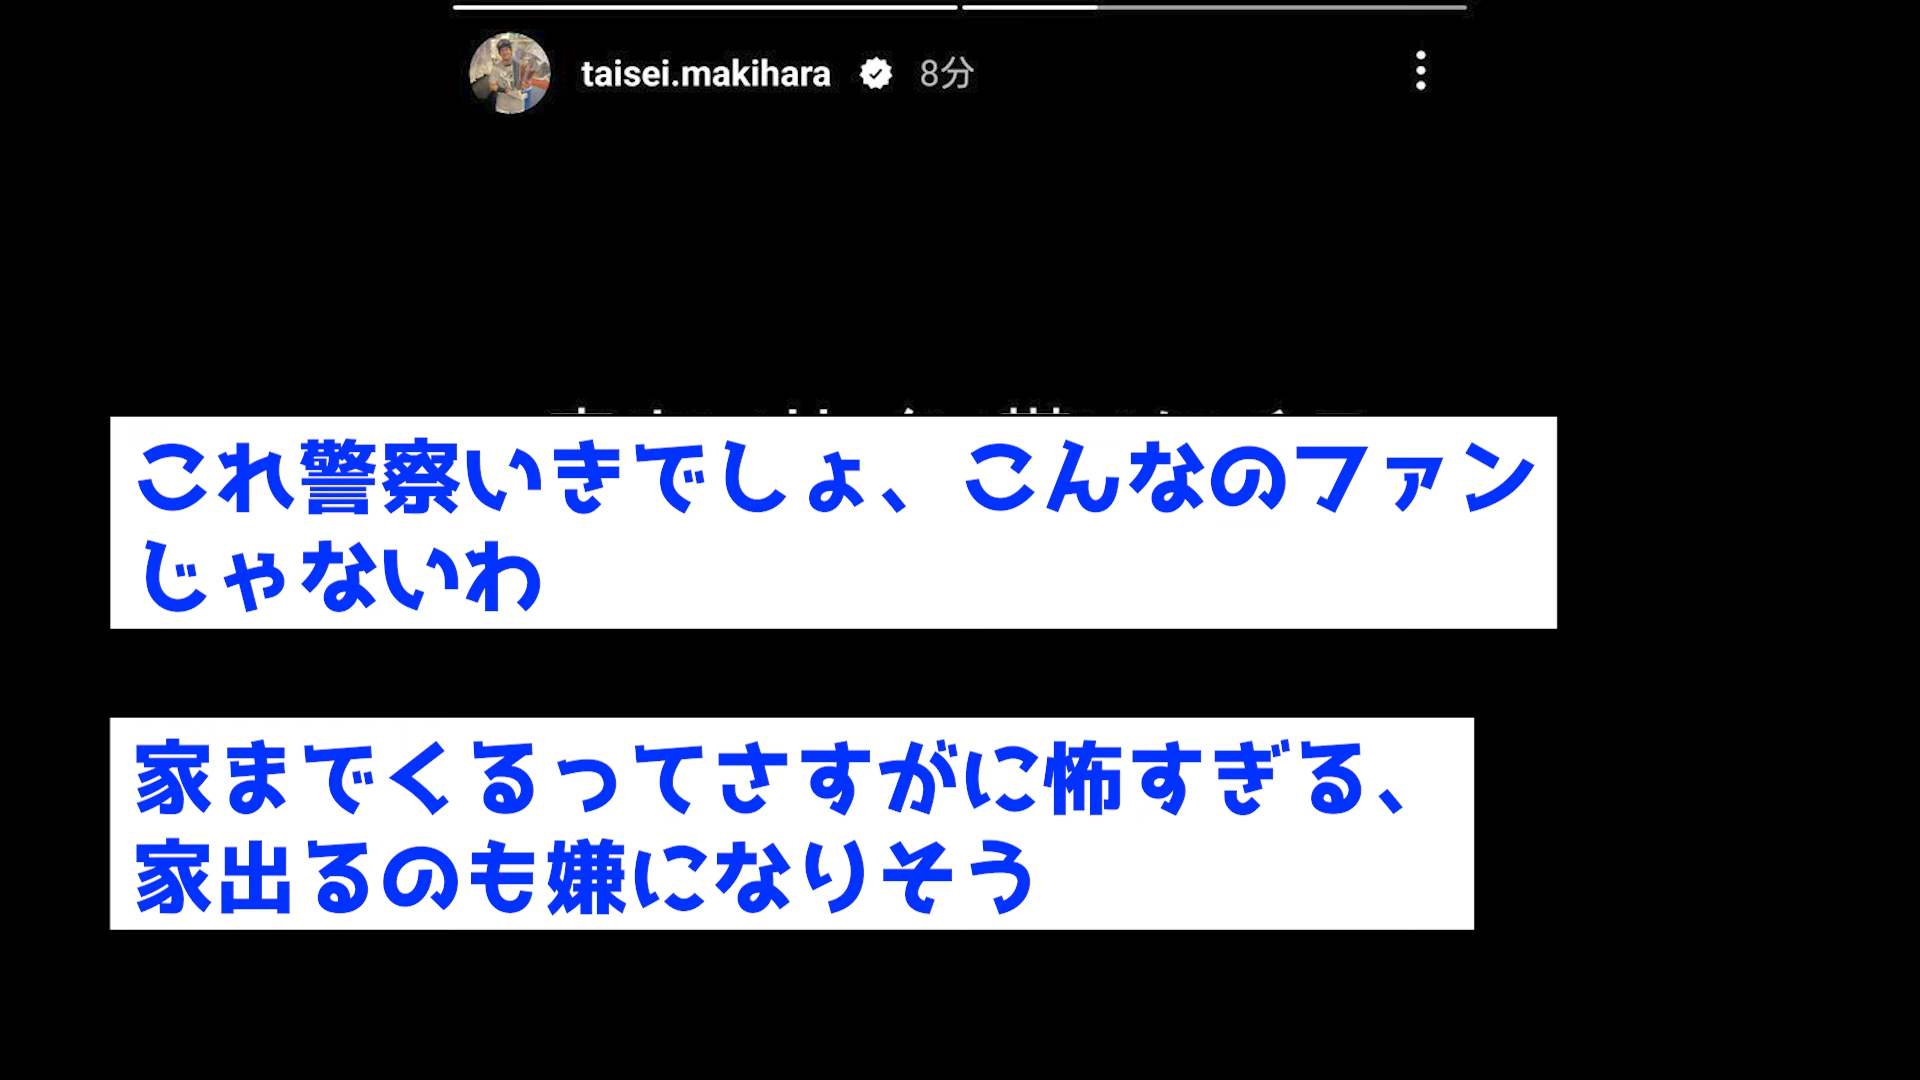 taisei.makihara 8分
これ警察いきでしょ、こんなのファン
じゃないわ
家までくるってさすがに怖すぎる、
家出るのも嫌になりそう